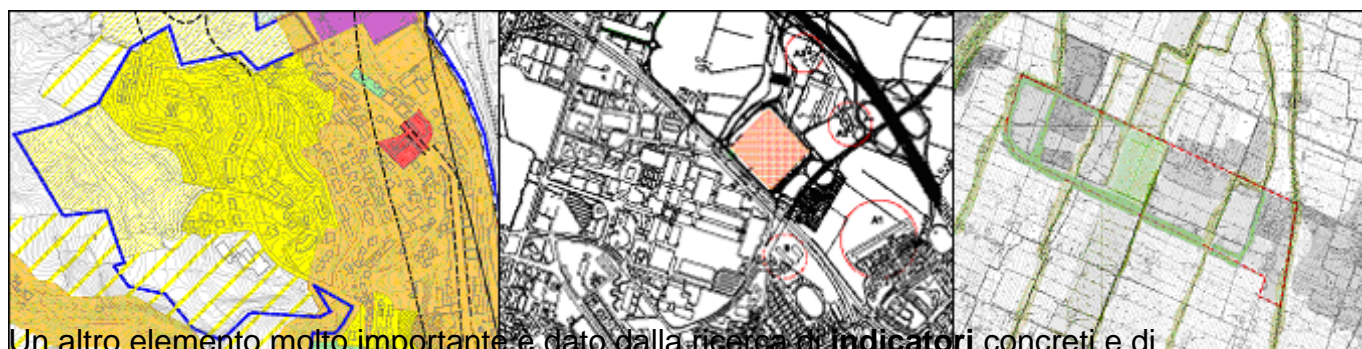 Un altro elemento molto importante è dato dalla ricerca di indicatori concreti e di